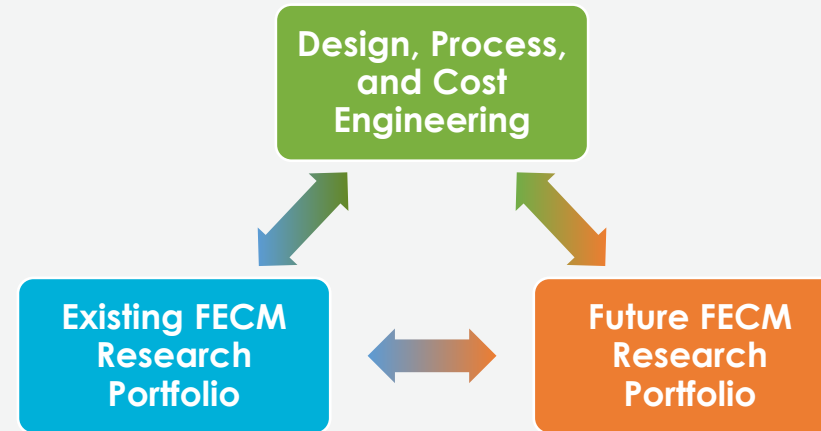 Design, Process,
and Cost
Engineering
Existing FECM
Research
Portfolio
Future FECM
Research
Portfolio